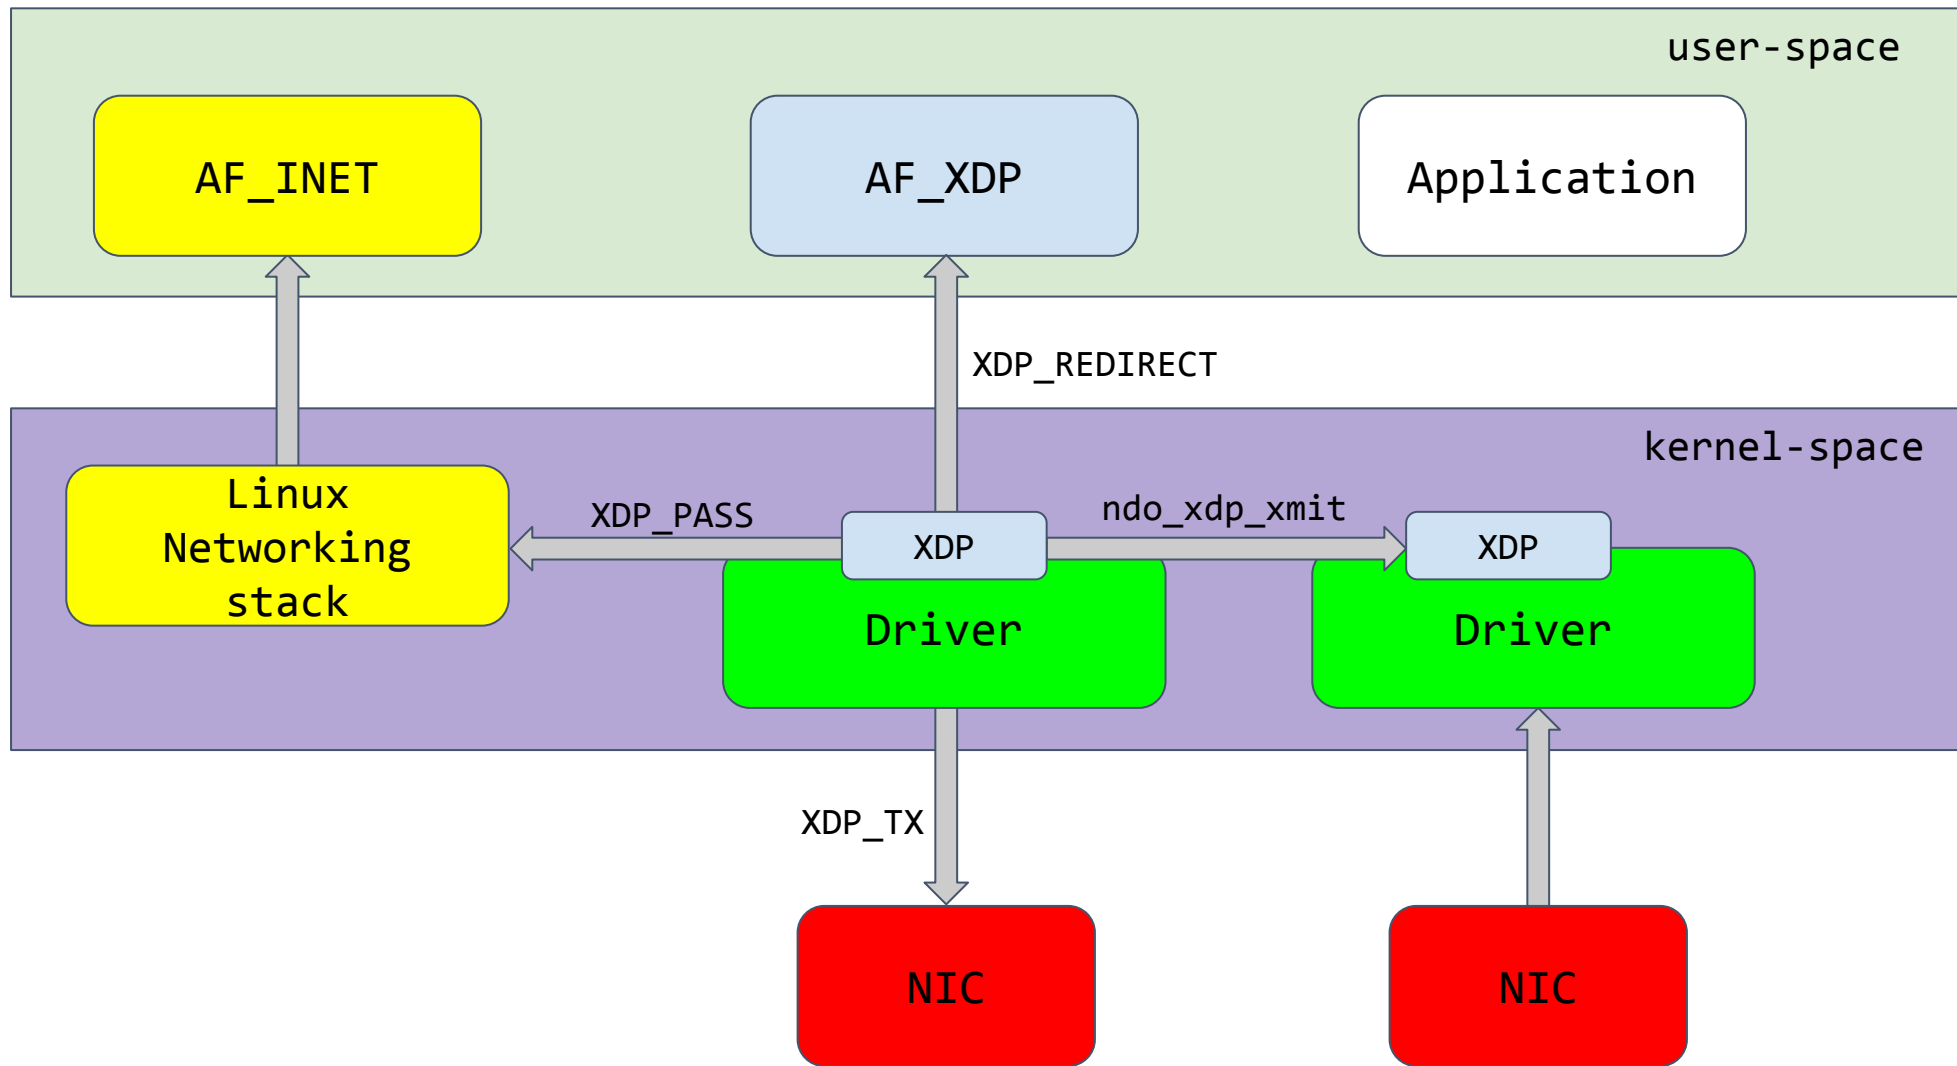 user-space
AF_INET
AF_XDP
Application
XDP_REDIRECT
kernel-space
Linux
Networking
stack
XDP_PASS
XDP
ndo_xdp_xmit
XDP
Driver
Driver
XDP_TX
NIC
NIC